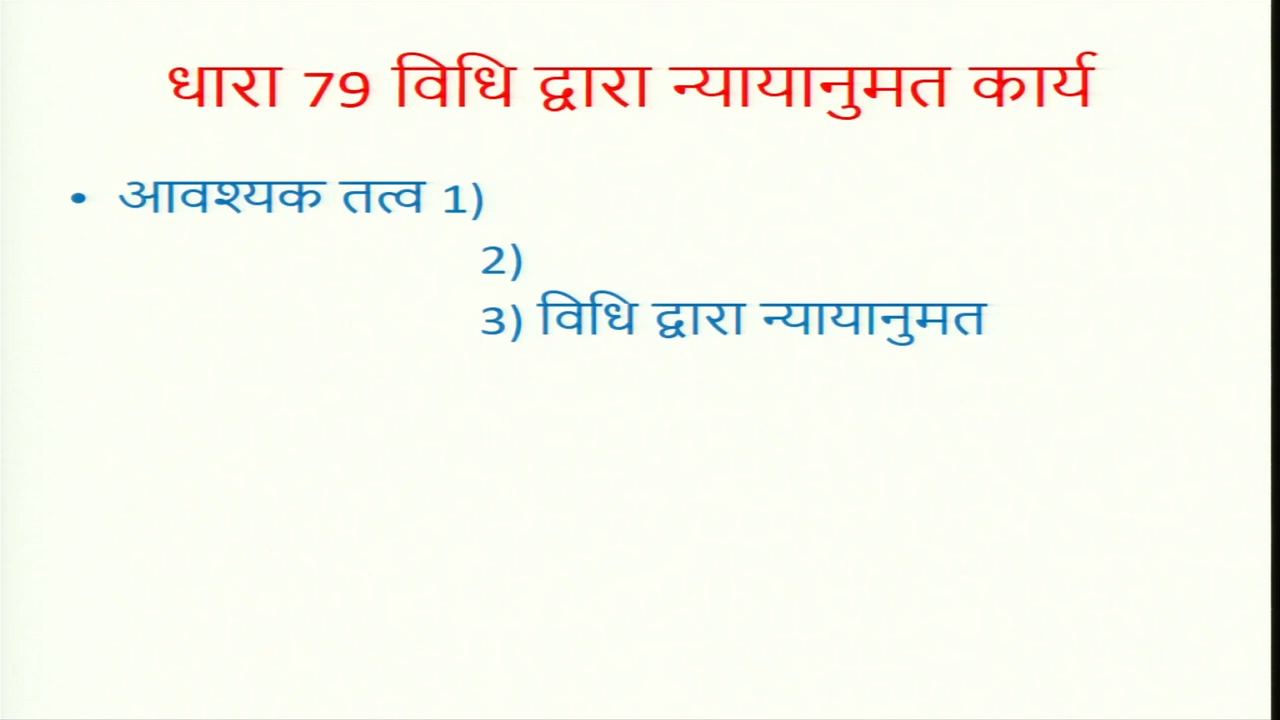 धारा 79 विधि द्वारा न्यायानुमत कार्य
• आवश्यक तत्व 1)
2)
3) विधि द्वारा न्यायानुमत